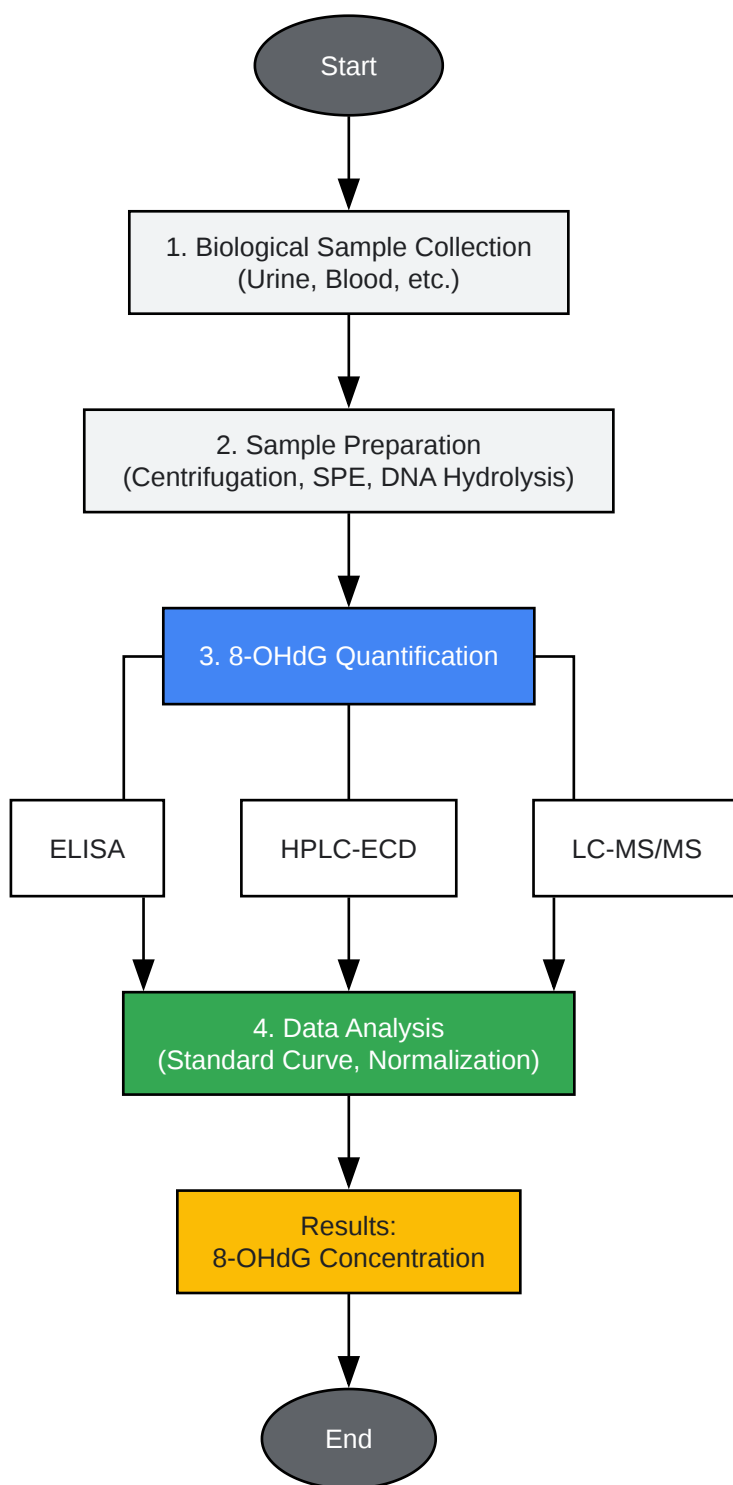 Start
1. Biological Sample Collection
(Urine, Blood, etc.)
2. Sample Preparation
(Centrifugation, SPE, DNA Hydrolysis)
3. 8-OHdG Quantification
ELISA
HPLC-ECD
LC-MS/MS
4. Data Analysis
(Standard Curve, Normalization)
Results:
8-OHdG Concentration
End